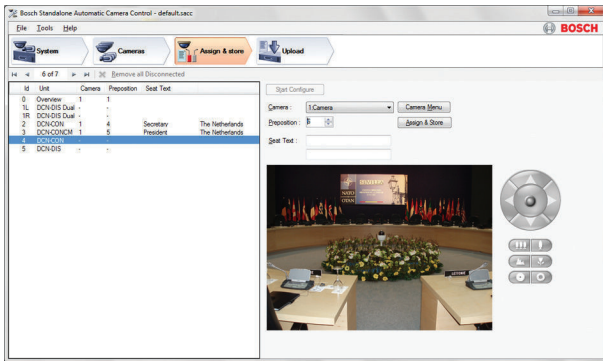 Bosch Standalone Automatic Camera Control - default.sacc
File Tools Help
BOSCH
System Cameras Assign & store Upload
6 of 7 Remove all Disconnected
Id Unit Camera Preposition Seat Text
0 Overview 1 1
1L DCN-DIS Dual - -
1R DCN-DIS Dual - -
2 DCN-CON 1 4 Secretary The Netherlands
3 DCN-CONCM 1 5 President The Netherlands
4 DCN-CON - -
5 DCN-DIS - -
Start Configure
Camera : 1:Camera Camera Menu
Preposition : Assign & Store
Seat Text :
NATO
OTAN